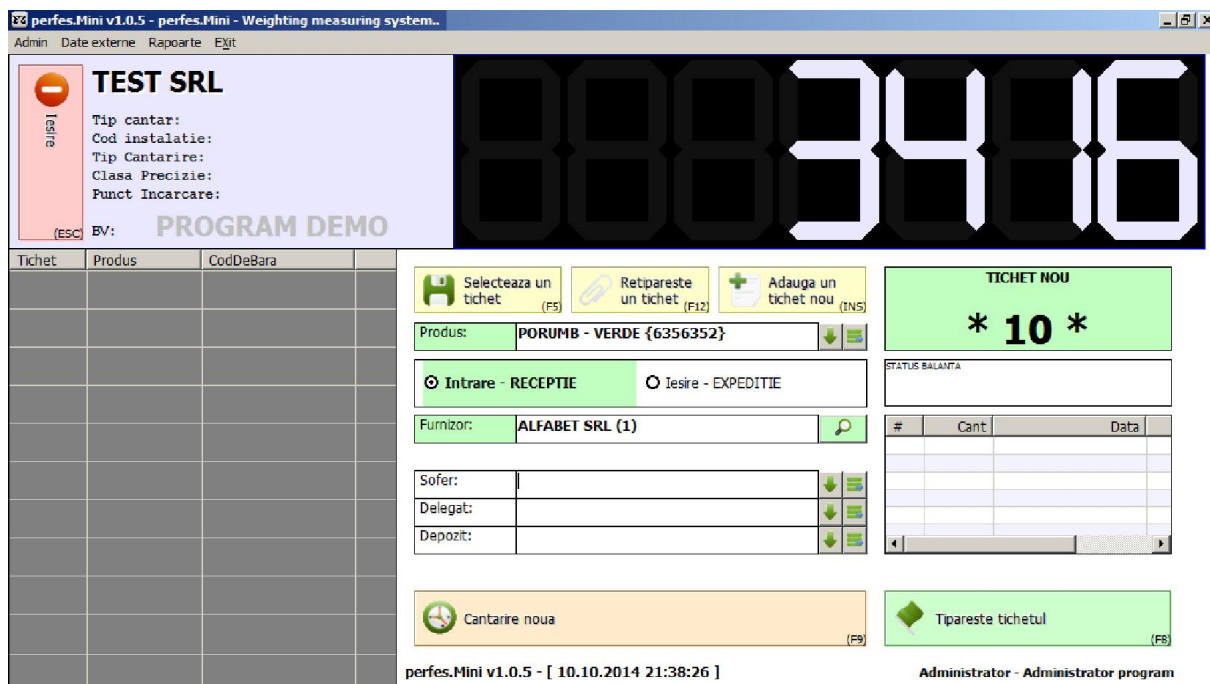 perfes.Mini v1.0.5 - perfes.Mini - Weighting measuring system..
Admin Date externe Rapoarte EXit
TEST SRL
Iesire
(ESC)
Tip cantar:
Cod instalatie:
Tip Cantarire:
Clasa Precizie:
Punct Incarcare:
BV: PROGRAM DEMO
3416
Tichet Produs CodDeBara
Selecteaza un
tichet (F5)
Retipareste
un tichet (F12)
Adauga un
tichet nou (INS)
TICHET NOU
* 10 *
Produs: PORUMB - VERDE {6356352}
STATUS BALANTA
Intrare - RECEPTIE Iesire - EXPEDITIE
Furnizor: ALFABET SRL (1)
# Cant Data
Sofer:
Delegat:
Depozit:
Cantarire noua (F9)
Tipareste tichetul (F8)
perfes.Mini v1.0.5 - [ 10.10.2014 21:38:26 ]
Administrator - Administrator program